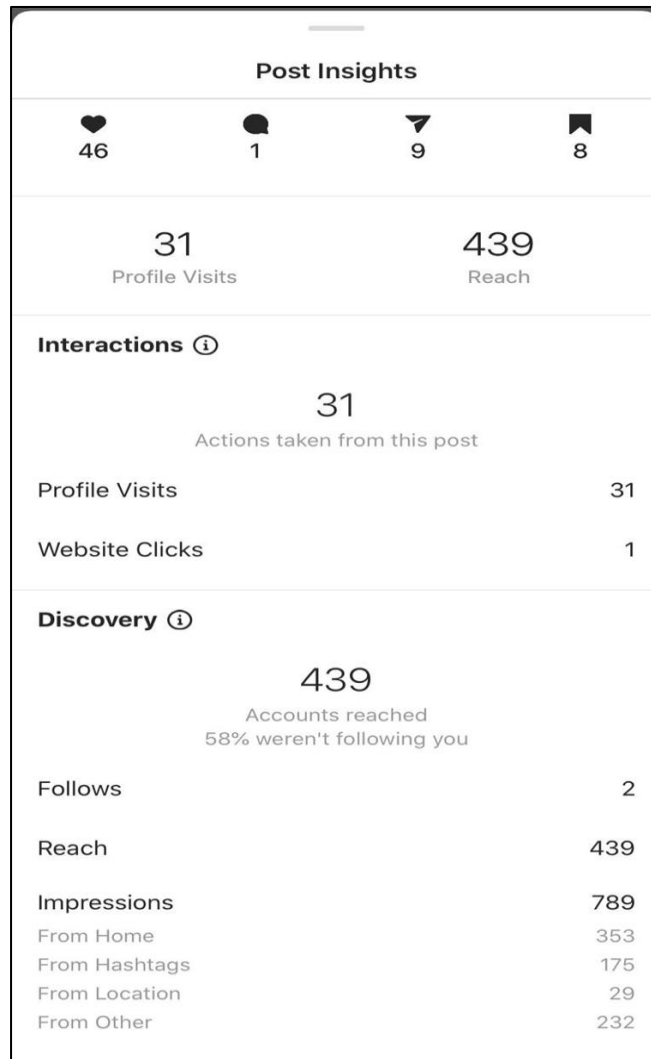 Post Insights
46 1 9 8
31 439
Profile Visits Reach
Interactions
31
Actions taken from this post
Profile Visits 31
Website Clicks 1
Discovery
439
Accounts reached
58% weren't following you
Follows 2
Reach 439
Impressions 789
From Home 353
From Hashtags 175
From Location 29
From Other 232